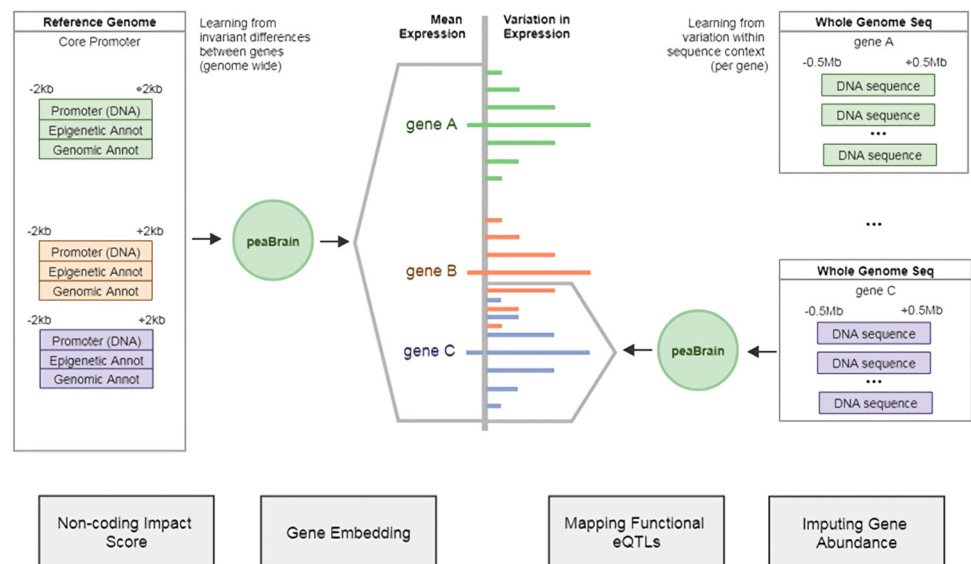 Reference Genome
Core Promoter
-2kb +2kb
Promoter (DNA)
Epigenetic Annot
Genomic Annot
-2kb +2kb
Promoter (DNA)
Epigenetic Annot
Genomic Annot
-2kb +2kb
Promoter (DNA)
Epigenetic Annot
Genomic Annot
Learning from
invariant differences
between genes
(genome wide)
peaBrain
Mean
Expression
Variation in
Expression
gene A
gene B
gene C
Learning from
variation within
sequence context
(per gene)
peaBrain
Whole Genome Seq
gene A
-0.5Mb +0.5Mb
DNA sequence
DNA sequence
...
DNA sequence
...
Whole Genome Seq
gene C
-0.5Mb +0.5Mb
DNA sequence
DNA sequence
...
DNA sequence
Non-coding Impact
Score
Gene Embedding
Mapping Functional
eQTLs
Imputing Gene
Abundance